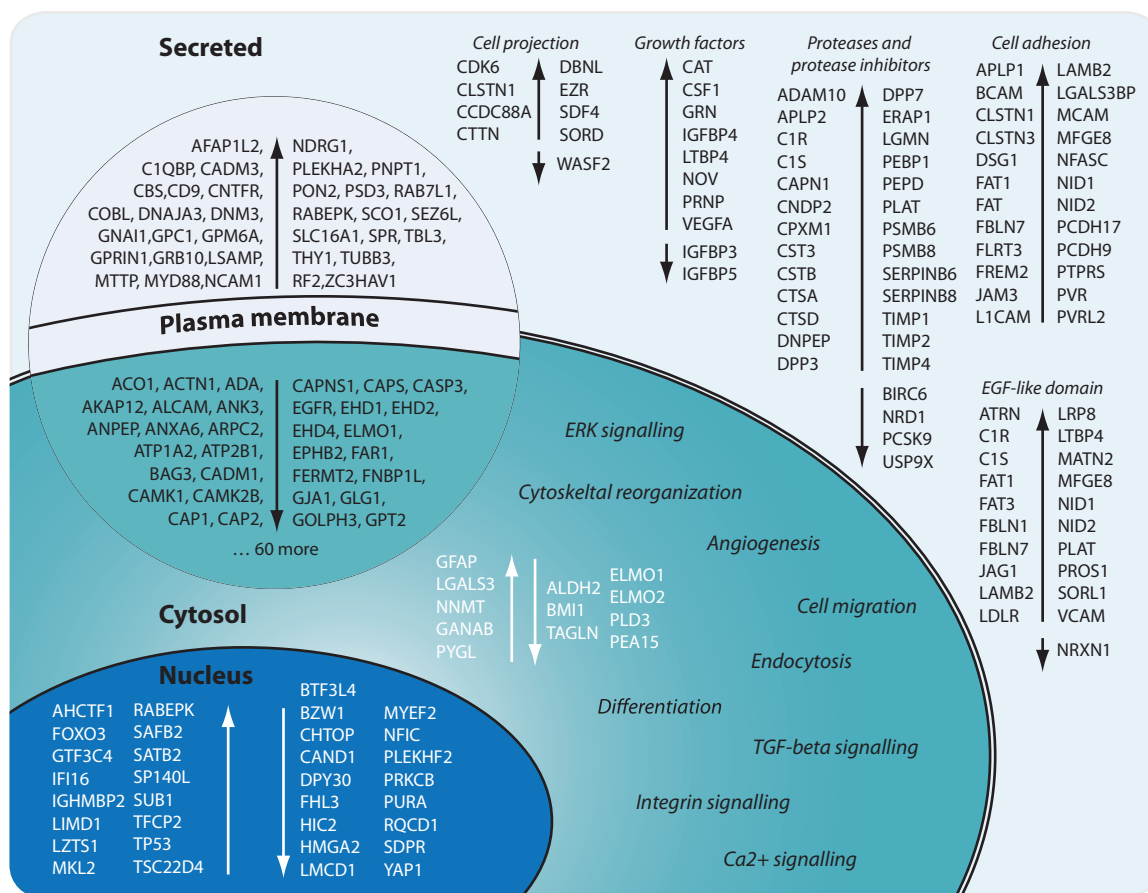 Secreted
Cell projection
CDK6
CLSTN1
CCDC88A
CTTN
DBNL
EZR
SDF4
SORD
WASF2
Growth factors
CAT
CSF1
GRN
IGFBP4
LTBP4
NOV
PRNP
VEGFA
IGFBP3
IGFBP5
Proteases and
protease inhibitors
ADAM10
APLP2
C1R
C1S
CAPN1
CNDP2
CPXM1
CST3
CSTB
CTSA
CTSD
DNPEP
DPP3
DPP7
ERAP1
LGMN
PEBP1
PEPD
PLAT
PSMB6
PSMB8
SERPINB6
SERPINB8
TIMP1
TIMP2
TIMP4
BIRC6
NRD1
PCSK9
USP9X
Cell adhesion
APLP1
BCAM
CLSTN1
CLSTN3
DSG1
FAT1
FAT
FBLN7
FLRT3
FREM2
JAM3
L1CAM
LAMB2
LGALS3BP
MCAM
MFGE8
NFASC
NID1
NID2
PCDH17
PCDH9
PTPRS
PVR
PVRL2
EGF-like domain
ATRN
C1R
C1S
FAT1
FAT3
FBLN1
FBLN7
JAG1
LAMB2
LDLR
LRP8
LTBP4
MATN2
MFGE8
NID1
NID2
PLAT
PROS1
SORL1
VCAM
NRXN1
AFAP1L2,
C1QBP, CADM3,
CBS,CD9, CNTFR,
COBL, DNAJA3, DNM3,
GNAI1,GPC1, GPM6A,
GPRIN1,GRB10,LSAMP,
MTTP, MYD88,NCAM1
NDRG1,
PLEKHA2, PNPT1,
PON2, PSD3, RAB7L1,
RABEPK, SCO1, SEZ6L,
SLC16A1, SPR, TBL3,
THY1, TUBB3,
RF2,ZC3HAV1
Plasma membrane
ACO1, ACTN1, ADA,
AKAP12, ALCAM, ANK3,
ANPEP, ANXA6, ARPC2,
ATP1A2, ATP2B1,
BAG3, CADM1,
CAMK1, CAMK2B,
CAP1, CAP2,
CAPNS1, CAPS, CASP3,
EGFR, EHD1, EHD2,
EHD4, ELMO1,
EPHB2, FAR1,
FERMT2, FNBP1L,
GJA1, GLG1,
GOLPH3, GPT2
... 60 more
Cytosol
GFAP
LGALS3
NNMT
GANAB
PYGL
ALDH2
BMI1
TAGLN
ELMO1
ELMO2
PLD3
PEA15
ERK signalling
Cytoskeltal reorganization
Angiogenesis
Cell migration
Endocytosis
Differentiation
TGF-beta signalling
Integrin signalling
Ca2+ signalling
Nucleus
AHCTF1
FOXO3
GTF3C4
IFI16
IGHMBP2
LIMD1
LZTS1
MKL2
RABEPK
SAFB2
SATB2
SP140L
SUB1
TFCP2
TP53
TSC22D4
BTF3L4
BZW1
CHTOP
CAND1
DPY30
FHL3
HIC2
HMGA2
LMCD1
MYEF2
NFIC
PLEKHF2
PRKCB
PURA
RQCD1
SDPR
YAP1